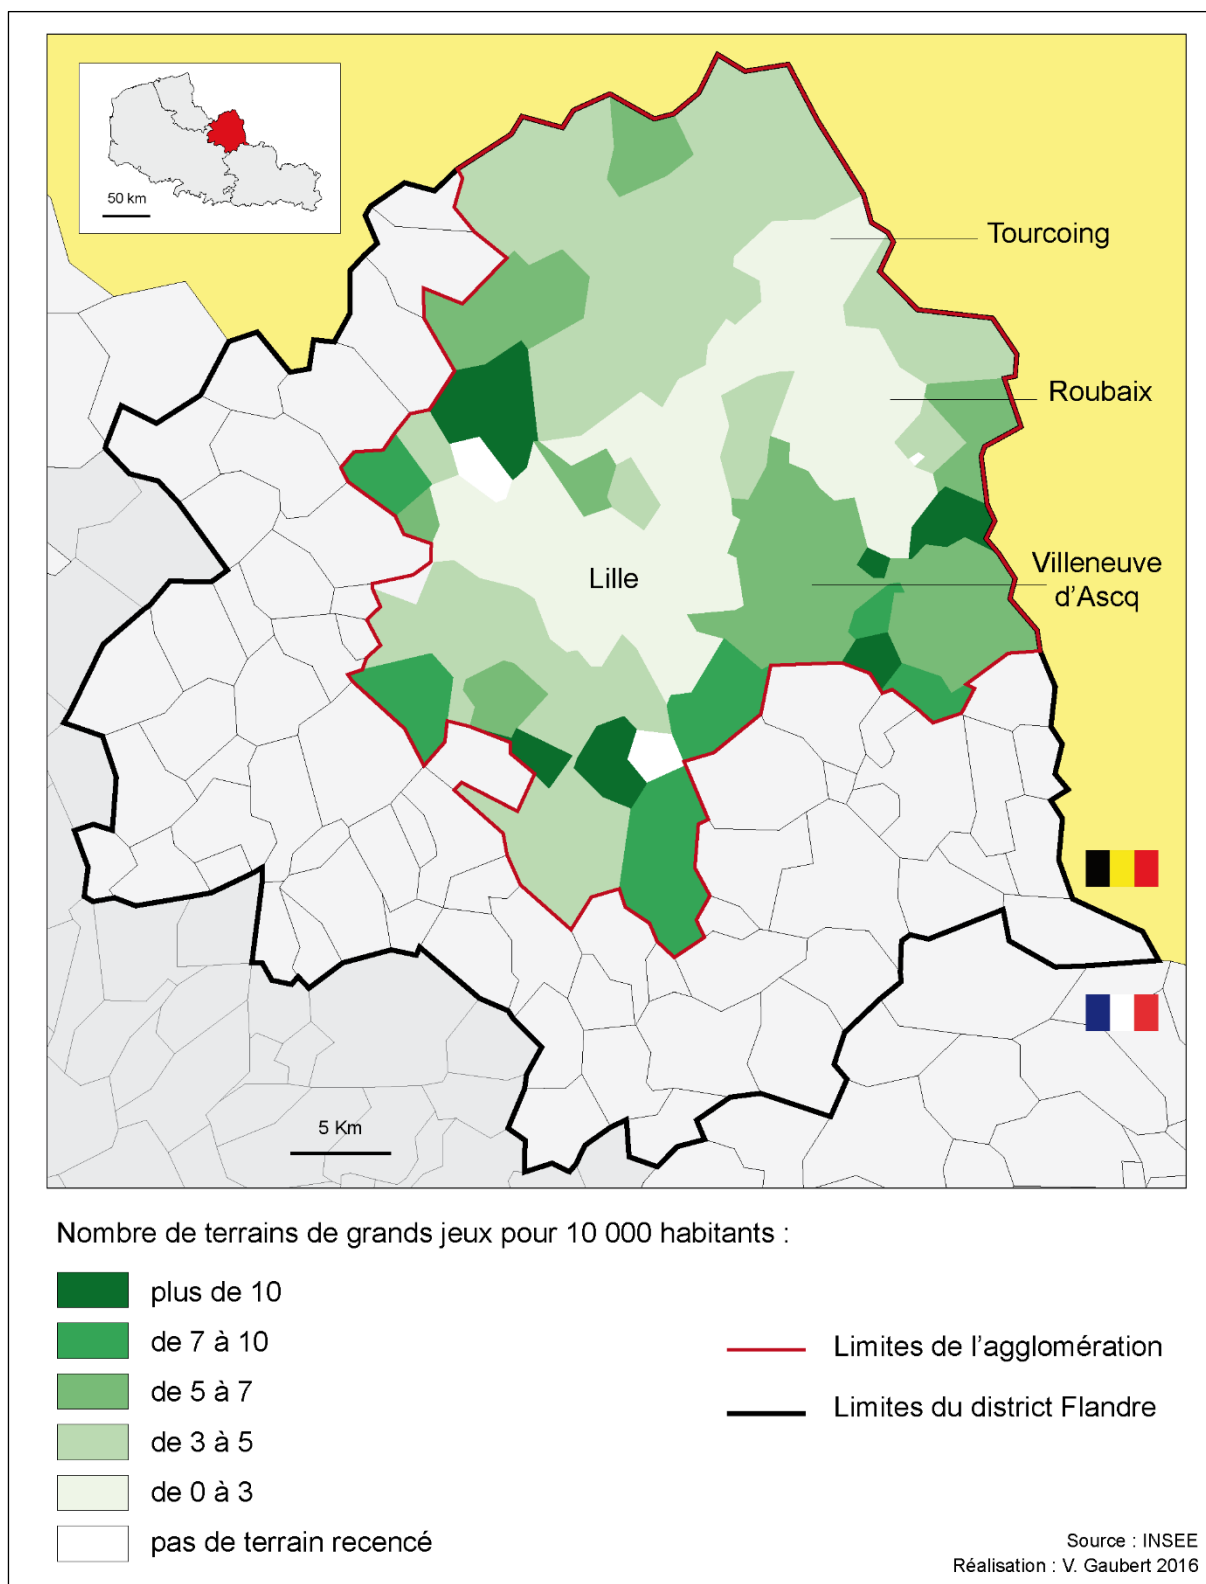 50 km
Tourcoing
Roubaix
Villeneuve
d'Ascq
Lille
5 Km
Nombre de terrains de grands jeux pour 10 000 habitants :
plus de 10
de 7 à 10
de 5 à 7
de 3 à 5
de 0 à 3
pas de terrain recencé
Limites de l'agglomération
Limites du district Flandre
Source : INSEE
Réalisation : V. Gaubert 2016